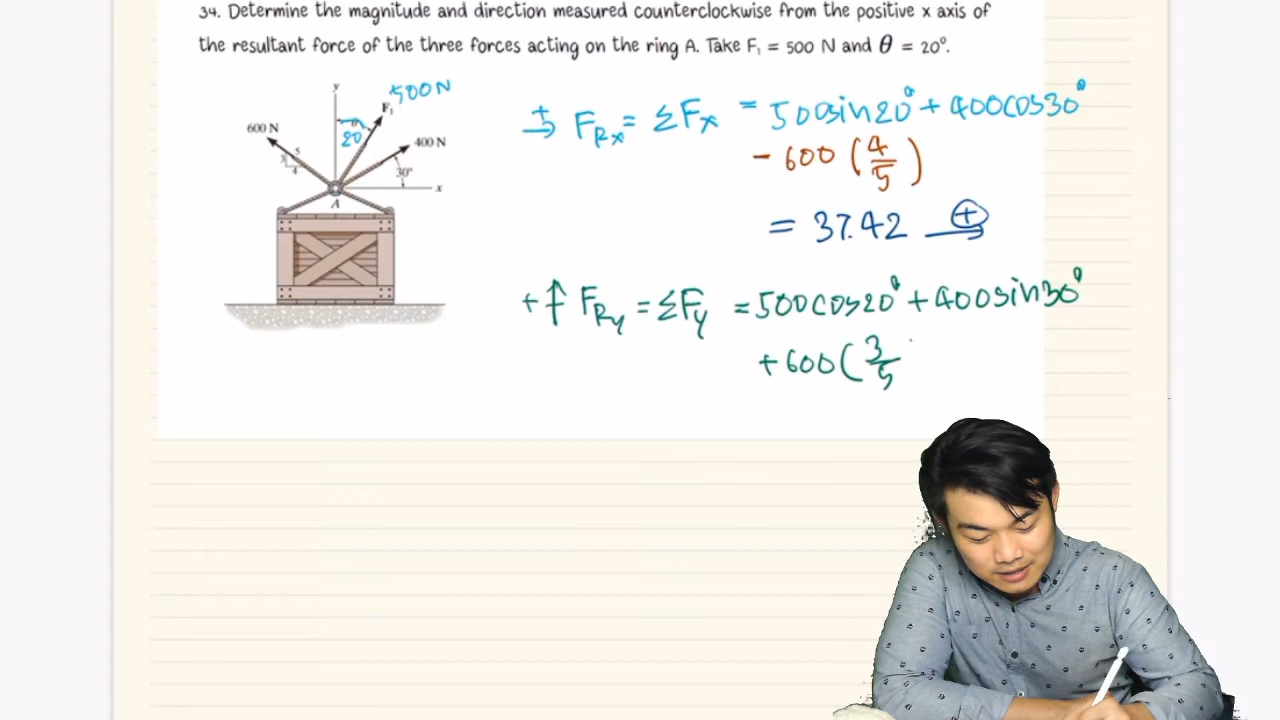 34. Determine the magnitude and direction measured counterclockwise from the positive x axis of
the resultant force of the three forces acting on the ring A. Take F₁ = 500 N and θ = 20°.
y
500N
F₁
θ
20
600 N
5
3
4
400 N
30°
x
A
+→ F_Rx = ΣFx = 500sin20° + 400cos30°
- 600 (4/5)
= 37.42 (+)→
+↑ F_Ry = ΣFy = 500cos20° + 400sin30°
+ 600 (3/5